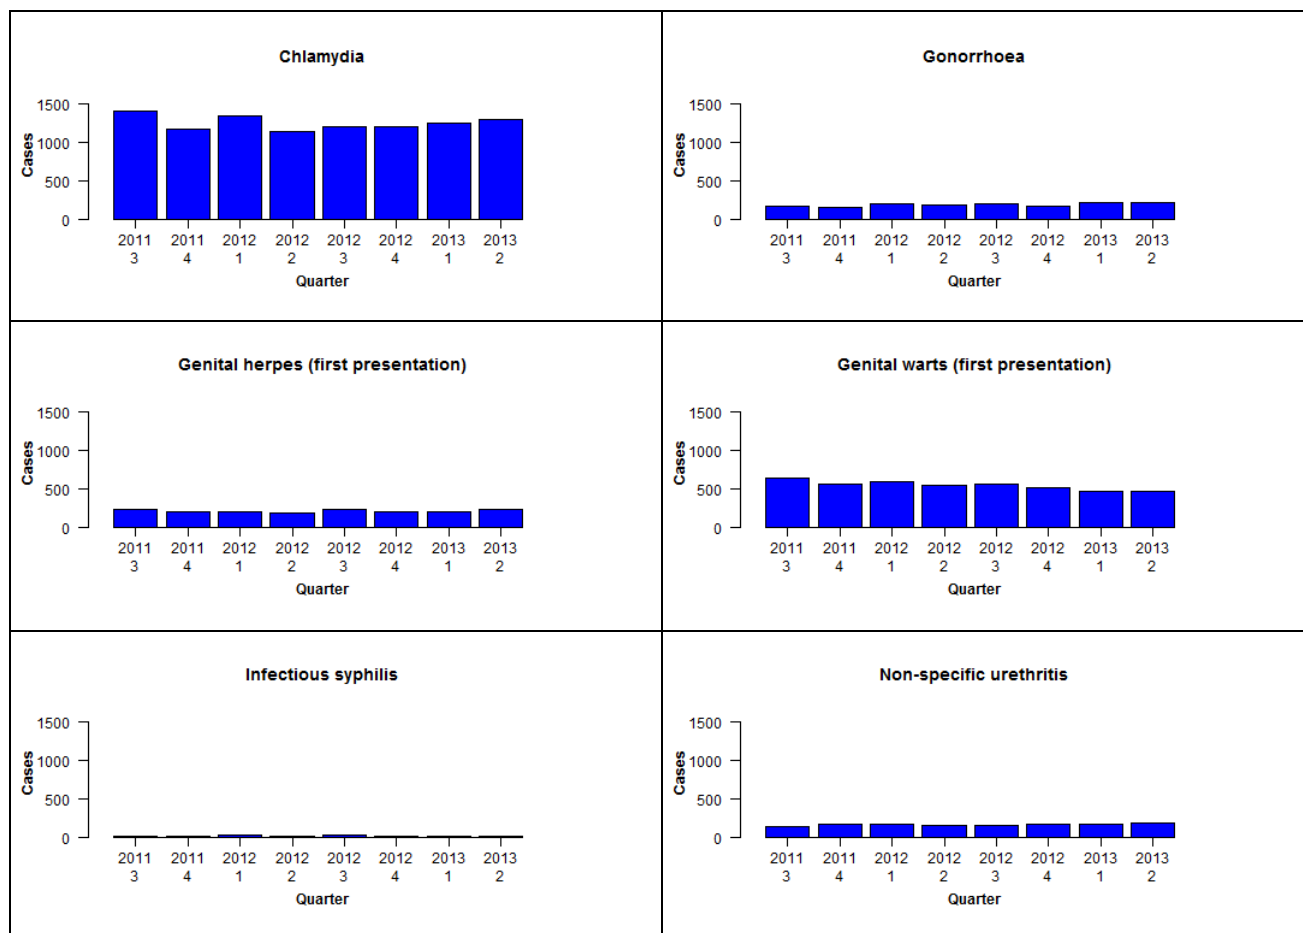 Chlamydia
Cases
1500
1000
500
0
2011 2011 2012 2012 2012 2012 2013 2013
3 4 1 2 3 4 1 2
Quarter
Gonorrhoea
Cases
1500
1000
500
0
2011 2011 2012 2012 2012 2012 2013 2013
3 4 1 2 3 4 1 2
Quarter
Genital herpes (first presentation)
Cases
1500
1000
500
0
2011 2011 2012 2012 2012 2012 2013 2013
3 4 1 2 3 4 1 2
Quarter
Genital warts (first presentation)
Cases
1500
1000
500
0
2011 2011 2012 2012 2012 2012 2013 2013
3 4 1 2 3 4 1 2
Quarter
Infectious syphilis
Cases
1500
1000
500
0
2011 2011 2012 2012 2012 2012 2013 2013
3 4 1 2 3 4 1 2
Quarter
Non-specific urethritis
Cases
1500
1000
500
0
2011 2011 2012 2012 2012 2012 2013 2013
3 4 1 2 3 4 1 2
Quarter